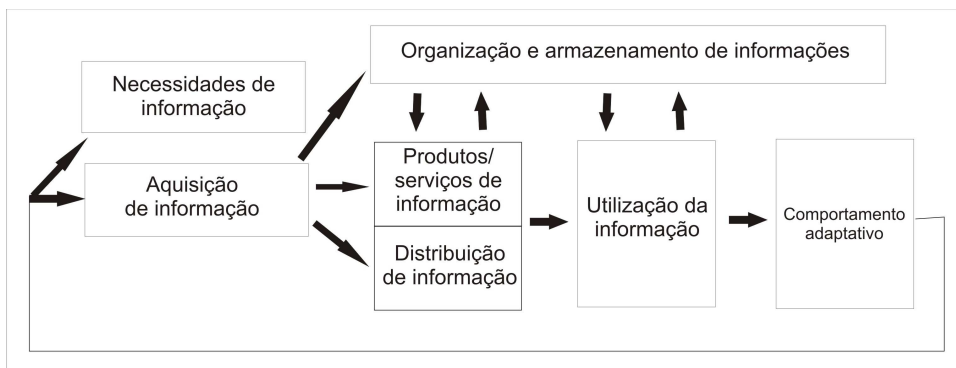 Organização e armazenamento de informações
Necessidades de
informação
Aquisição
de informação
Produtos/
serviços de
informação
Distribuição
de informação
Utilização da
informação
Comportamento
adaptativo